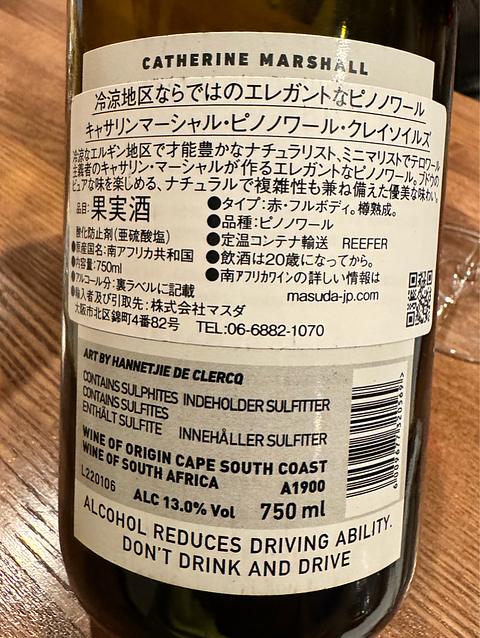 CATHERINE MARSHALL
冷涼地区ならではのエレガントなピノノワール
キャサリンマーシャル・ピノノワール・クレイソイルズ
冷涼なエルギン地区で才能豊かなナチュラリスト、ミニマリストでテロワール
主義者のキャサリン・マーシャルが作るエレガントなピノノワール。ブドウの
ピュアな味を楽しめる、ナチュラルで複雑性も兼ね備えた優美な味わい。
品目:果実酒
酸化防止剤(亜硫酸塩)
●原産国名:南アフリカ共和国
●内容量:750ml
●アルコール分:裏ラベルに記載
●輸入者及び引取先:株式会社マスダ
大阪市北区錦町4番82号 TEL:06-6882-1070
●タイプ:赤・フルボディ。樽熟成。
●品種:ピノノワール
●定温コンテナ輸送 REEFER
●飲酒は20歳になってから。
●南アフリカワインの詳しい情報は
masuda-jp.com
ART BY HANNETJIE DE CLERCQ
CONTAINS SULPHITES INDEHOLDER SULFITTER
CONTAINS SULFITES
ENTHÄLT SULFITE INNEHÅLLER SULFITER
WINE OF ORIGIN CAPE SOUTH COAST
WINE OF SOUTH AFRICA A1900
L220106 ALC 13.0% Vol 750 ml
6009677320369>
ALCOHOL REDUCES DRIVING ABILITY.
DON'T DRINK AND DRIVE